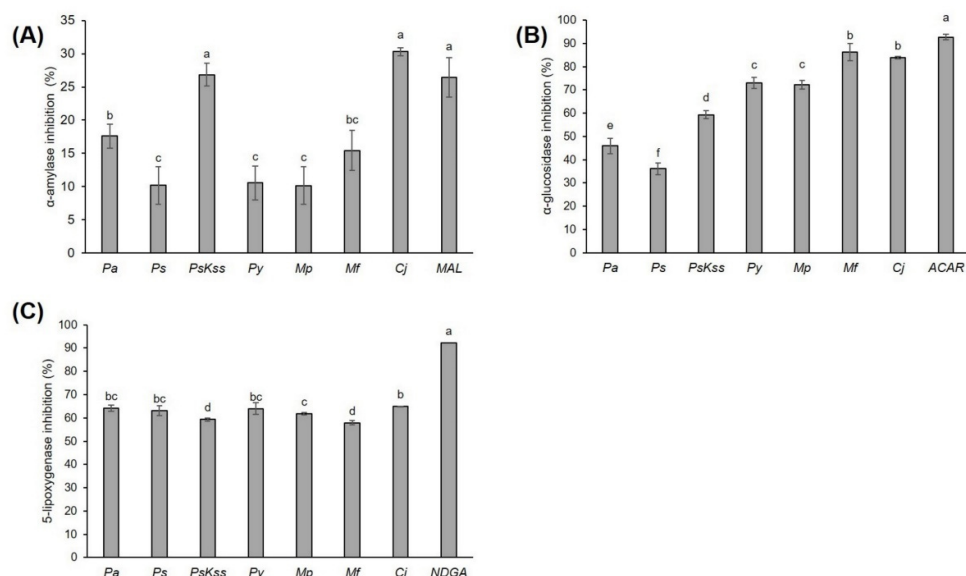 (A)
α-amylase inhibition (%)
35
30
25
20
15
10
5
0
b
c
a
c
c
bc
a
a
Pa Ps PsKss Py Mp Mf Cj MAL
(B)
α-glucosidase inhibition (%)
100
90
80
70
60
50
40
30
20
10
0
e
f
d
c
c
b
b
a
Pa Ps PsKss Py Mp Mf Cj ACAR
(C)
5-lipoxygenase inhibition (%)
100
90
80
70
60
50
40
30
20
10
0
bc
bc
d
bc
c
d
b
a
Pa Ps PsKss Py Mp Mf Cj NDGA